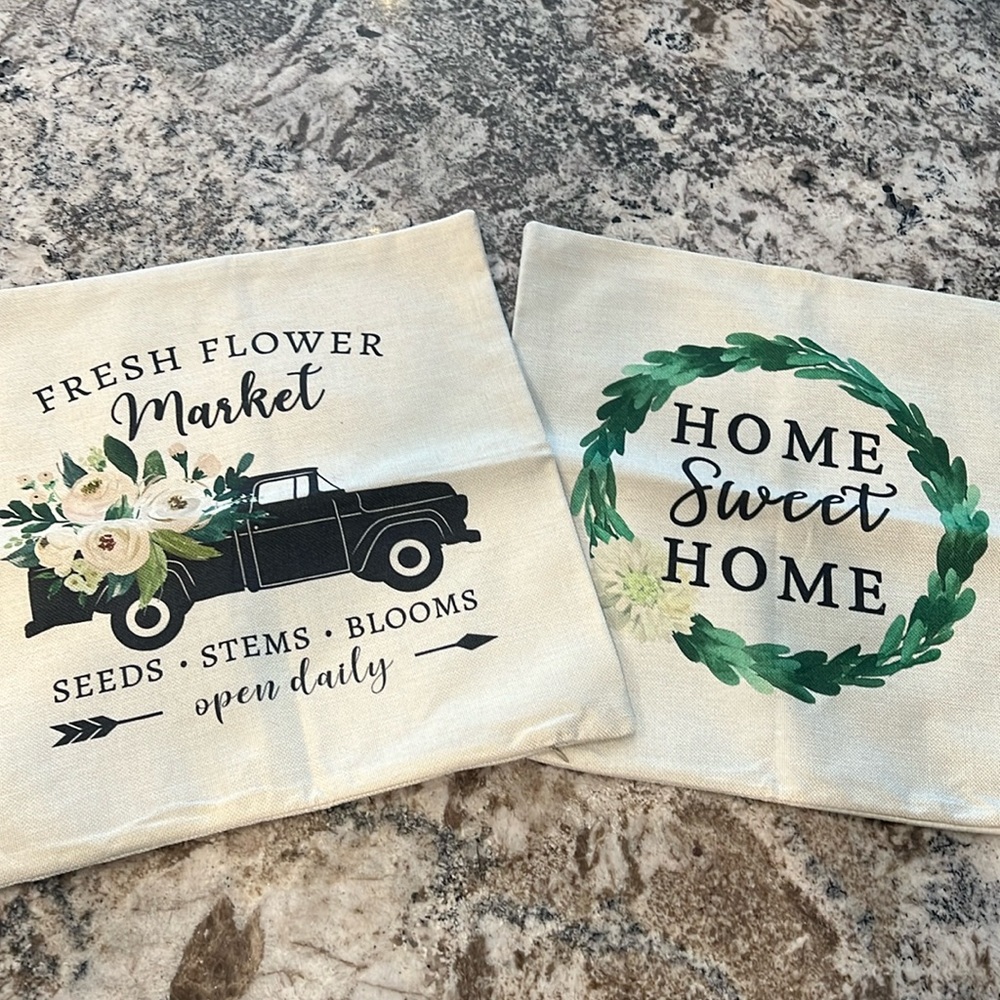 FRESH FLOWER
Market
SEEDS • STEMS • BLOOMS
open daily
HOME
Sweet
HOME